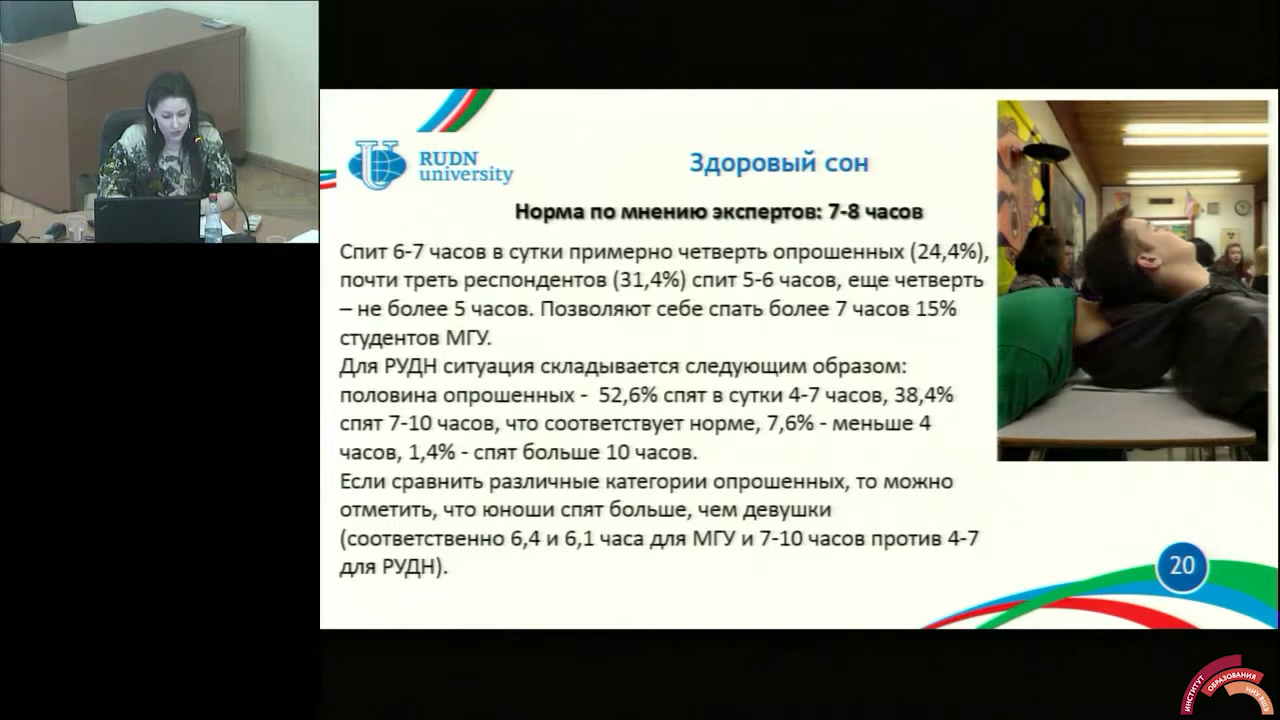 RUDN
university
Здоровый сон
Норма по мнению экспертов: 7-8 часов
Спит 6-7 часов в сутки примерно четверть опрошенных (24,4%),
почти треть респондентов (31,4%) спит 5-6 часов, еще четверть
– не более 5 часов. Позволяют себе спать более 7 часов 15%
студентов МГУ.
Для РУДН ситуация складывается следующим образом:
половина опрошенных - 52,6% спят в сутки 4-7 часов, 38,4%
спят 7-10 часов, что соответствует норме, 7,6% - меньше 4
часов, 1,4% - спят больше 10 часов.
Если сравнить различные категории опрошенных, то можно
отметить, что юноши спят больше, чем девушки
(соответственно 6,4 и 6,1 часа для МГУ и 7-10 часов против 4-7
для РУДН).
20
ИНСТИТУТ
ОБРАЗОВАНИЯ
НИУ ВШЭ